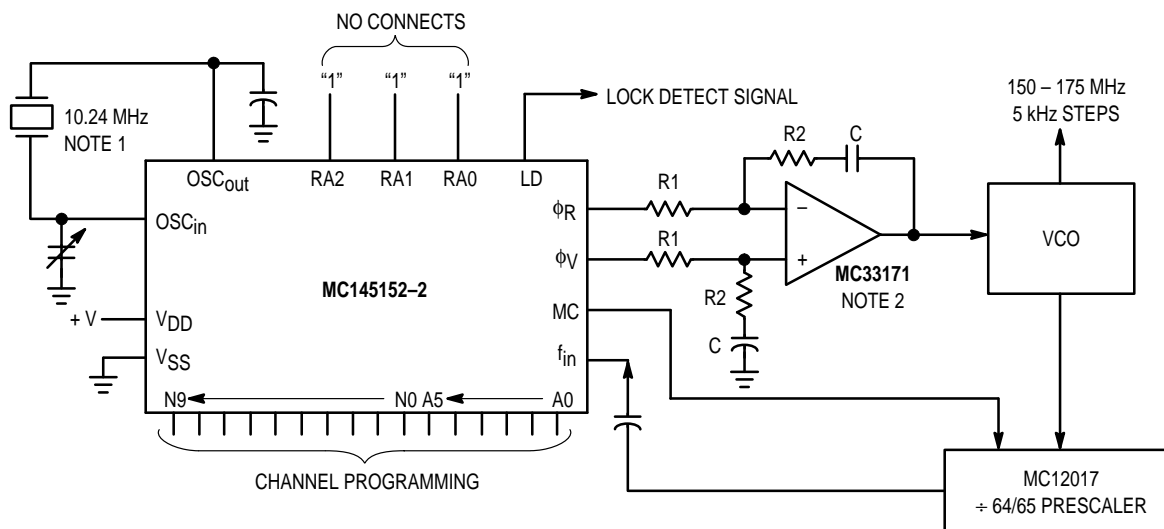 NO CONNECTS
“1” “1” “1”
LOCK DETECT SIGNAL
150 – 175 MHz
5 kHz STEPS
10.24 MHz
NOTE 1
R2 C
OSCout RA2 RA1 RA0 LD
R1
ϕR
–
OSCin
VCO
R1
ϕV
+
MC145152–2
MC33171
NOTE 2
R2
MC
+ V
VDD
C
fin
VSS
N9 N0 A5 A0
CHANNEL PROGRAMMING
MC12017
÷ 64/65 PRESCALER